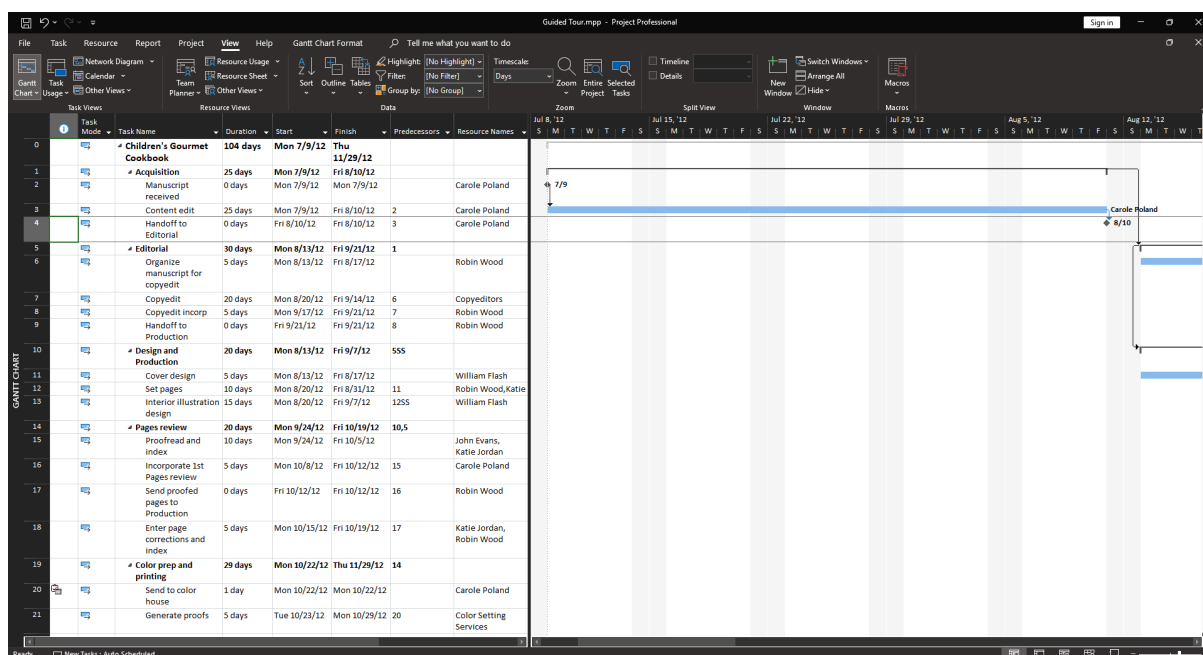 Guided Tour.mpp - Project Professional
Sign in
File Task Resource Report Project View Help Gantt Chart Format Tell me what you want to do
Gantt Chart
Task Usage
Network Diagram
Calendar
Other Views
Task Views
Team Planner
Resource Usage
Resource Sheet
Other Views
Resource Views
Sort
Outline
Tables
Highlight: [No Highlight]
Filter: [No Filter]
Group by: [No Group]
Data
Timescale:
Days
Zoom
Entire Project
Selected Tasks
Zoom
Timeline
Details
Split View
New Window
Switch Windows
Arrange All
Hide
Window
Macros
Macros
Task Mode Task Name Duration Start Finish Predecessors Resource Names
Jul 8, '12 Jul 15, '12 Jul 22, '12 Jul 29, '12 Aug 5, '12 Aug 12, '12
S M T W T F S S M T W T F S S M T W T F S S M T W T F S S M T W T F S S M T W T
0 Children's Gourmet 104 days Mon 7/9/12 Thu
Cookbook 11/29/12
1 Acquisition 25 days Mon 7/9/12 Fri 8/10/12
2 Manuscript 0 days Mon 7/9/12 Mon 7/9/12 Carole Poland 7/9
received
3 Content edit 25 days Mon 7/9/12 Fri 8/10/12 2 Carole Poland Carole Poland
4 Handoff to 0 days Fri 8/10/12 Fri 8/10/12 3 Carole Poland 8/10
Editorial
5 Editorial 30 days Mon 8/13/12 Fri 9/21/12 1
6 Organize 5 days Mon 8/13/12 Fri 8/17/12 Robin Wood
manuscript for
copyedit
7 Copyedit 20 days Mon 8/20/12 Fri 9/14/12 6 Copyeditors
8 Copyedit incorp 5 days Mon 9/17/12 Fri 9/21/12 7 Robin Wood
9 Handoff to 0 days Fri 9/21/12 Fri 9/21/12 8 Robin Wood
Production
10 Design and 20 days Mon 8/13/12 Fri 9/7/12 5SS
Production
11 Cover design 5 days Mon 8/13/12 Fri 8/17/12 William Flash
12 Set pages 10 days Mon 8/20/12 Fri 8/31/12 11 Robin Wood,Katie
13 Interior illustration 15 days Mon 8/20/12 Fri 9/7/12 12SS William Flash
design
14 Pages review 20 days Mon 9/24/12 Fri 10/19/12 10,5
15 Proofread and 10 days Mon 9/24/12 Fri 10/5/12 John Evans,
index Katie Jordan
16 Incorporate 1st 5 days Mon 10/8/12 Fri 10/12/12 15 Carole Poland
Pages review
17 Send proofed 0 days Fri 10/12/12 Fri 10/12/12 16 Robin Wood
pages to
Production
18 Enter page 5 days Mon 10/15/12 Fri 10/19/12 17 Katie Jordan,
corrections and Robin Wood
index
19 Color prep and 29 days Mon 10/22/12 Thu 11/29/12 14
printing
20 Send to color 1 day Mon 10/22/12 Mon 10/22/12 Carole Poland
house
21 Generate proofs 5 days Tue 10/23/12 Mon 10/29/12 20 Color Setting
Services
GANTT CHART
Ready New Tasks : Auto Scheduled